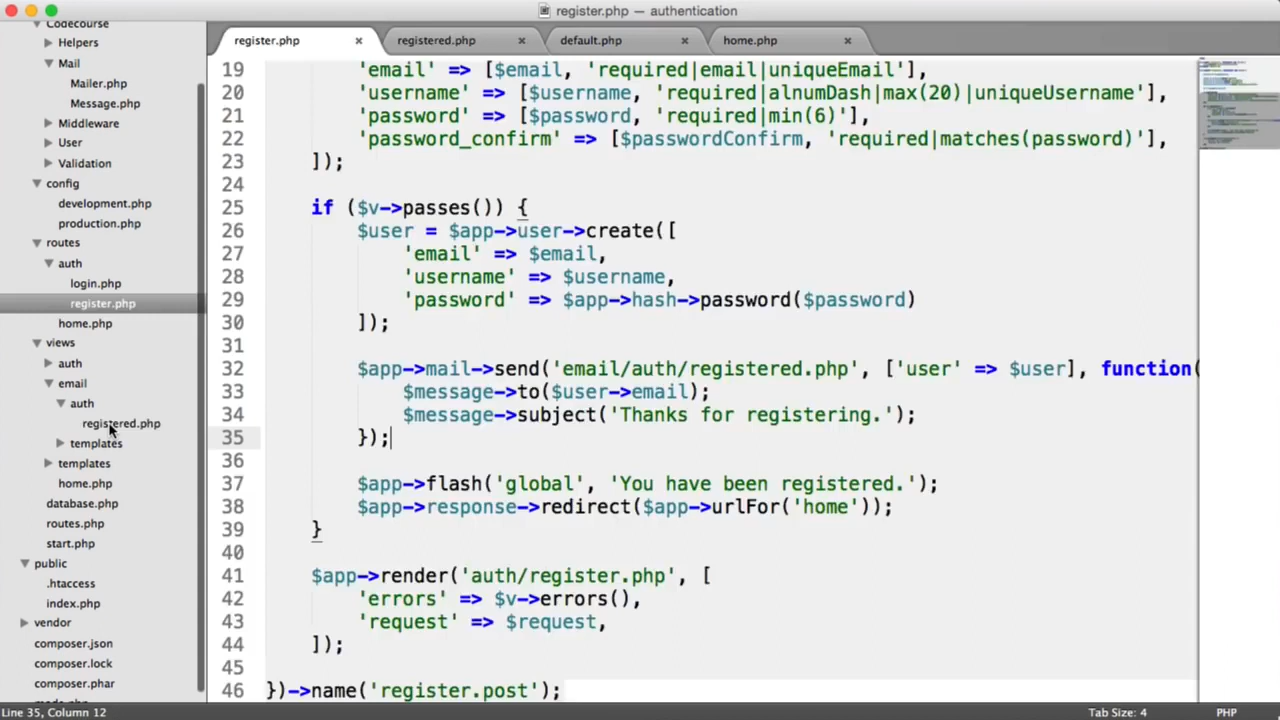 register.php — authentication
Codecourse
Helpers
Mail
Mailer.php
Message.php
Middleware
User
Validation
config
development.php
production.php
routes
auth
login.php
register.php
home.php
views
auth
email
auth
registered.php
templates
templates
home.php
database.php
routes.php
start.php
public
.htaccess
index.php
vendor
composer.json
composer.lock
composer.phar
register.php × registered.php × default.php × home.php ×
19 'email' => [$email, 'required|email|uniqueEmail'],
20 'username' => [$username, 'required|alnumDash|max(20)|uniqueUsername'],
21 'password' => [$password, 'required|min(6)'],
22 'password_confirm' => [$passwordConfirm, 'required|matches(password)'],
23 ]);
24
25 if ($v->passes()) {
26 $user = $app->user->create([
27 'email' => $email,
28 'username' => $username,
29 'password' => $app->hash->password($password)
30 ]);
31
32 $app->mail->send('email/auth/registered.php', ['user' => $user], function(
33 $message->to($user->email);
34 $message->subject('Thanks for registering.');
35 });
36
37 $app->flash('global', 'You have been registered.');
38 $app->response->redirect($app->urlFor('home'));
39 }
40
41 $app->render('auth/register.php', [
42 'errors' => $v->errors(),
43 'request' => $request,
44 ]);
45
46 })->name('register.post');
Line 35, Column 12 Tab Size: 4 PHP